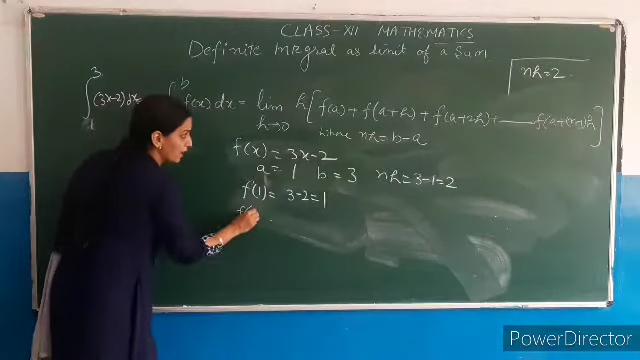 CLASS-XII MATHEMATICS
Definite Integral as limit of a Sum
nh=2
∫₁³ (3x-2)dx= ∫ₐᵇ f(x)dx = lim h→0 h[f(a)+f(a+h)+f(a+2h)+——f(a+(n-1)h]
where nh=b-a
f(x)=3x-2
a=1 b=3 nh=3-1=2
f(1)= 3-2=1
f(
PowerDirector